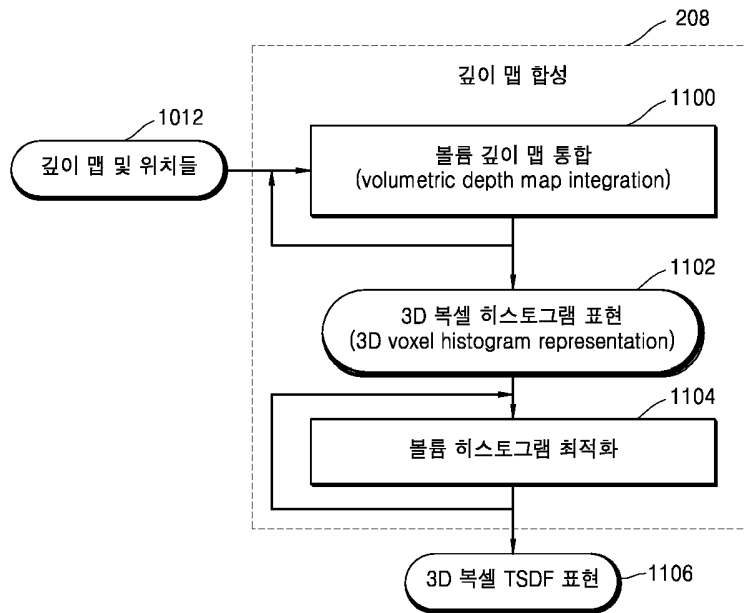 208
깊이 맵 합성
1012
1100
깊이 맵 및 위치들
볼륨 깊이 맵 통합
(volumetric depth map integration)
1102
3D 복셀 히스토그램 표현
(3D voxel histogram representation)
1104
볼륨 히스토그램 최적화
3D 복셀 TSDF 표현
1106